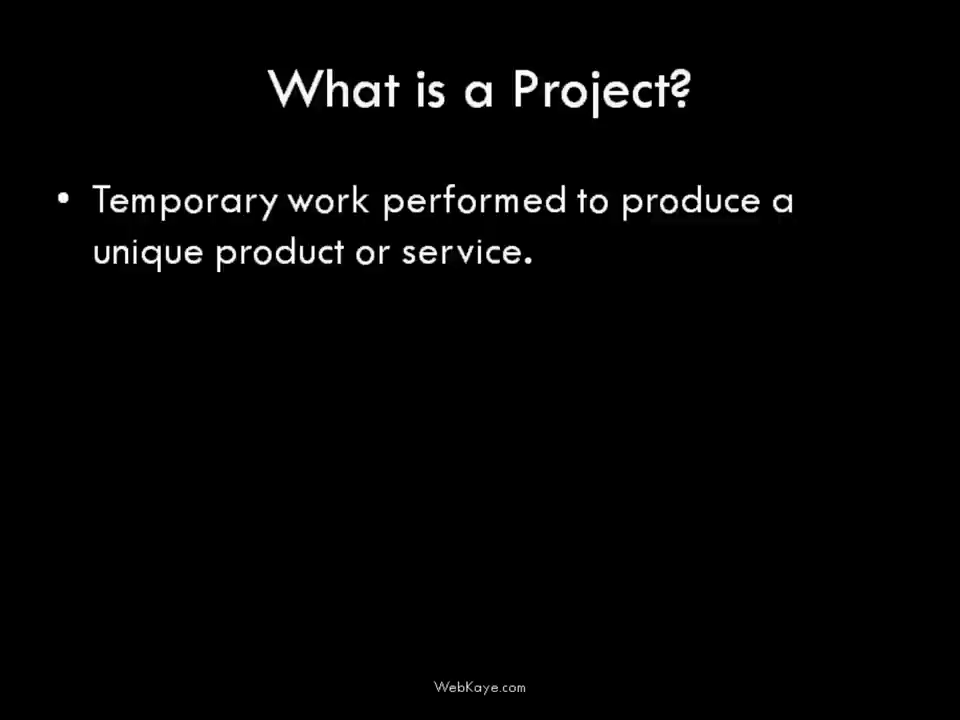 What is a Project?
• Temporary work performed to produce a
unique product or service.
WebKaye.com